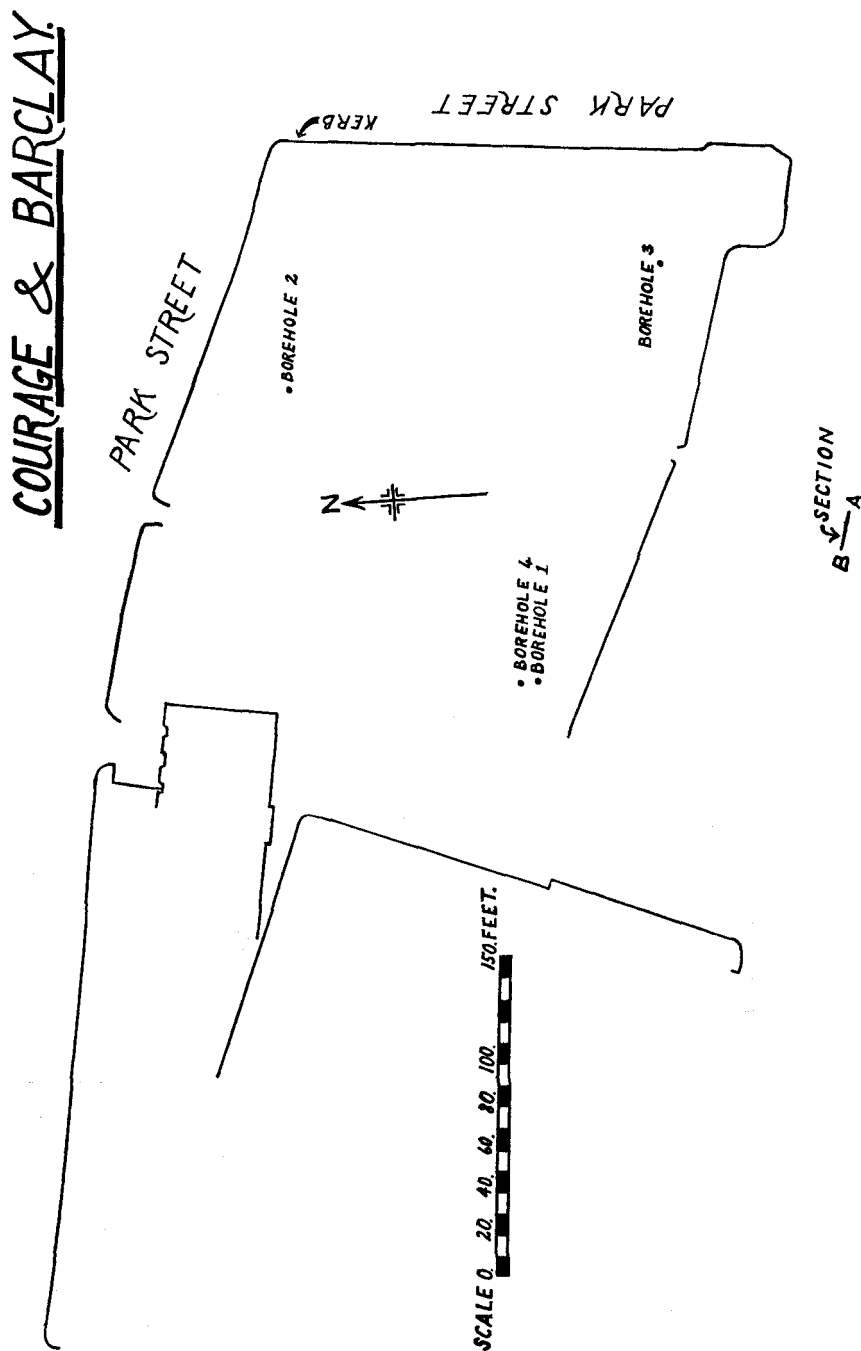 COURAGE & BARCLAY.
PARK STREET
KERB
PARK STREET
• BOREHOLE 2
BOREHOLE 3
N
• BOREHOLE 4
• BOREHOLE 1
SECTION
B A
SCALE 0. 20. 40. 60. 80. 100. 150. FEET.